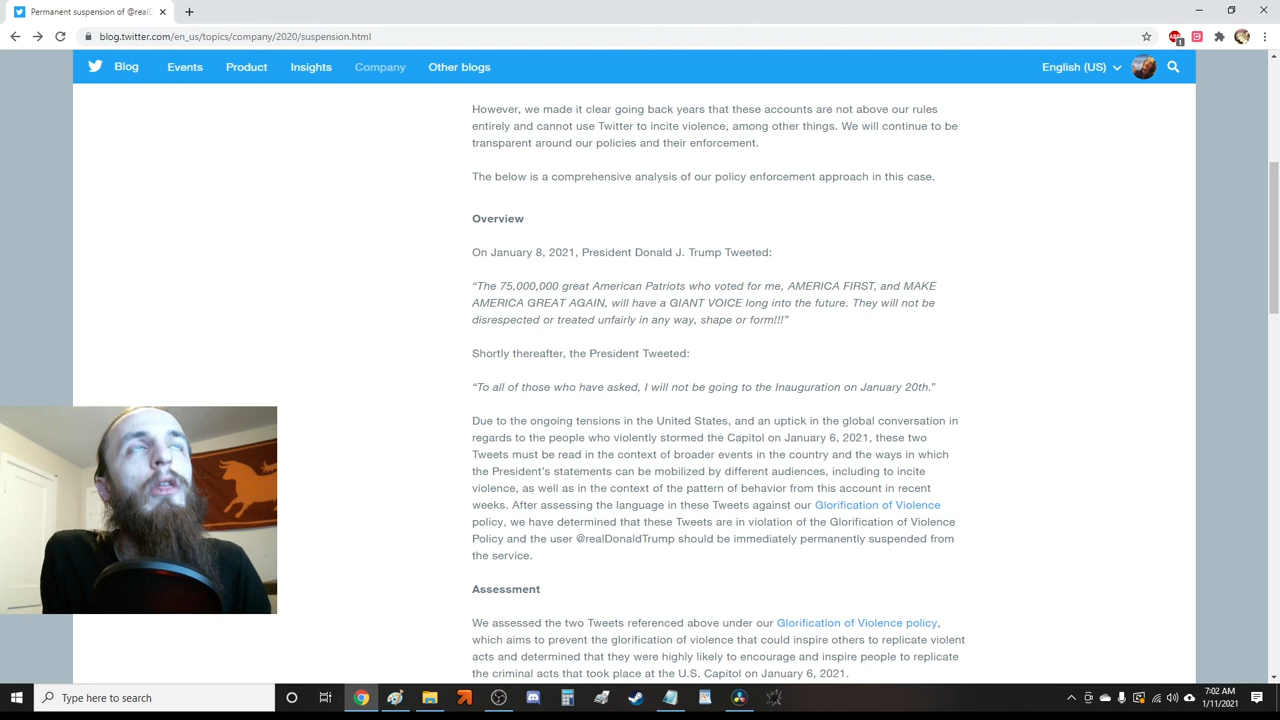 Permanent suspension of @realD
blog.twitter.com/en_us/topics/company/2020/suspension.html
Blog Events Product Insights Company Other blogs English (US)
However, we made it clear going back years that these accounts are not above our rules
entirely and cannot use Twitter to incite violence, among other things. We will continue to be
transparent around our policies and their enforcement.
The below is a comprehensive analysis of our policy enforcement approach in this case.
Overview
On January 8, 2021, President Donald J. Trump Tweeted:
“The 75,000,000 great American Patriots who voted for me, AMERICA FIRST, and MAKE
AMERICA GREAT AGAIN, will have a GIANT VOICE long into the future. They will not be
disrespected or treated unfairly in any way, shape or form!!!”
Shortly thereafter, the President Tweeted:
“To all of those who have asked, I will not be going to the Inauguration on January 20th.”
Due to the ongoing tensions in the United States, and an uptick in the global conversation in
regards to the people who violently stormed the Capitol on January 6, 2021, these two
Tweets must be read in the context of broader events in the country and the ways in which
the President’s statements can be mobilized by different audiences, including to incite
violence, as well as in the context of the pattern of behavior from this account in recent
weeks. After assessing the language in these Tweets against our Glorification of Violence
policy, we have determined that these Tweets are in violation of the Glorification of Violence
Policy and the user @realDonaldTrump should be immediately permanently suspended from
the service.
Assessment
We assessed the two Tweets referenced above under our Glorification of Violence policy,
which aims to prevent the glorification of violence that could inspire others to replicate violent
acts and determined that they were highly likely to encourage and inspire people to replicate
the criminal acts that took place at the U.S. Capitol on January 6, 2021.
Type here to search
7:02 AM
1/11/2021